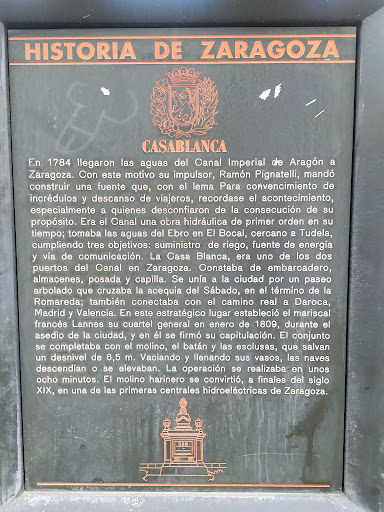 HISTORIA DE ZARAGOZA
CASABLANCA
En 1784 llegaron las aguas del Canal Imperial de Aragón a
Zaragoza. Con este motivo su impulsor, Ramón Pignatelli, mandó
construir una fuente que, con el lema Para convencimiento de
incrédulos y descanso de viajeros, recordase el acontecimiento,
especialmente a quienes desconfiaron de la consecución de su
propósito. Era el Canal una obra hidráulica de primer orden en su
tiempo; tomaba las aguas del Ebro en El Bocal, cercano a Tudela,
cumpliendo tres objetivos: suministro de riego, fuente de energía
y vía de comunicación. La Casa Blanca, era uno de los dos
puertos del Canal en Zaragoza. Constaba de embarcadero,
almacenes, posada y capilla. Se unía a la ciudad por un paseo
arbolado que cruzaba la acequia del Sábado, en el término de la
Romareda; también conectaba con el camino real a Daroca,
Madrid y Valencia. En este estratégico lugar estableció el mariscal
francés Lannes su cuartel general en enero de 1809, durante el
asedio de la ciudad, y en él se firmó su capitulación. El conjunto
se completaba con el molino, el batán y las esclusas, que salvan
un desnivel de 6,5 m. Vaciando y llenando sus vasos, las naves
descendían o se elevaban. La operación se realizaba en unos
ocho minutos. El molino harinero se convirtió, a finales del siglo
XIX, en una de las primeras centrales hidroeléctricas de Zaragoza.